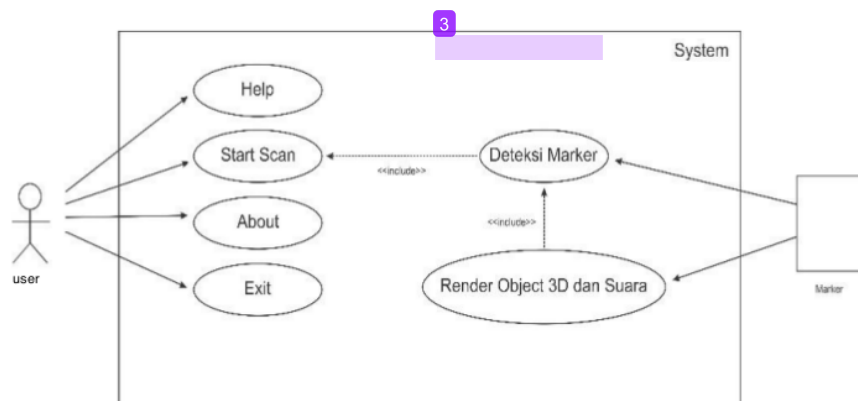 3
System
Help
Start Scan
<<include>>
Deteksi Marker
About
<<include>>
Exit
Render Object 3D dan Suara
user
Marker